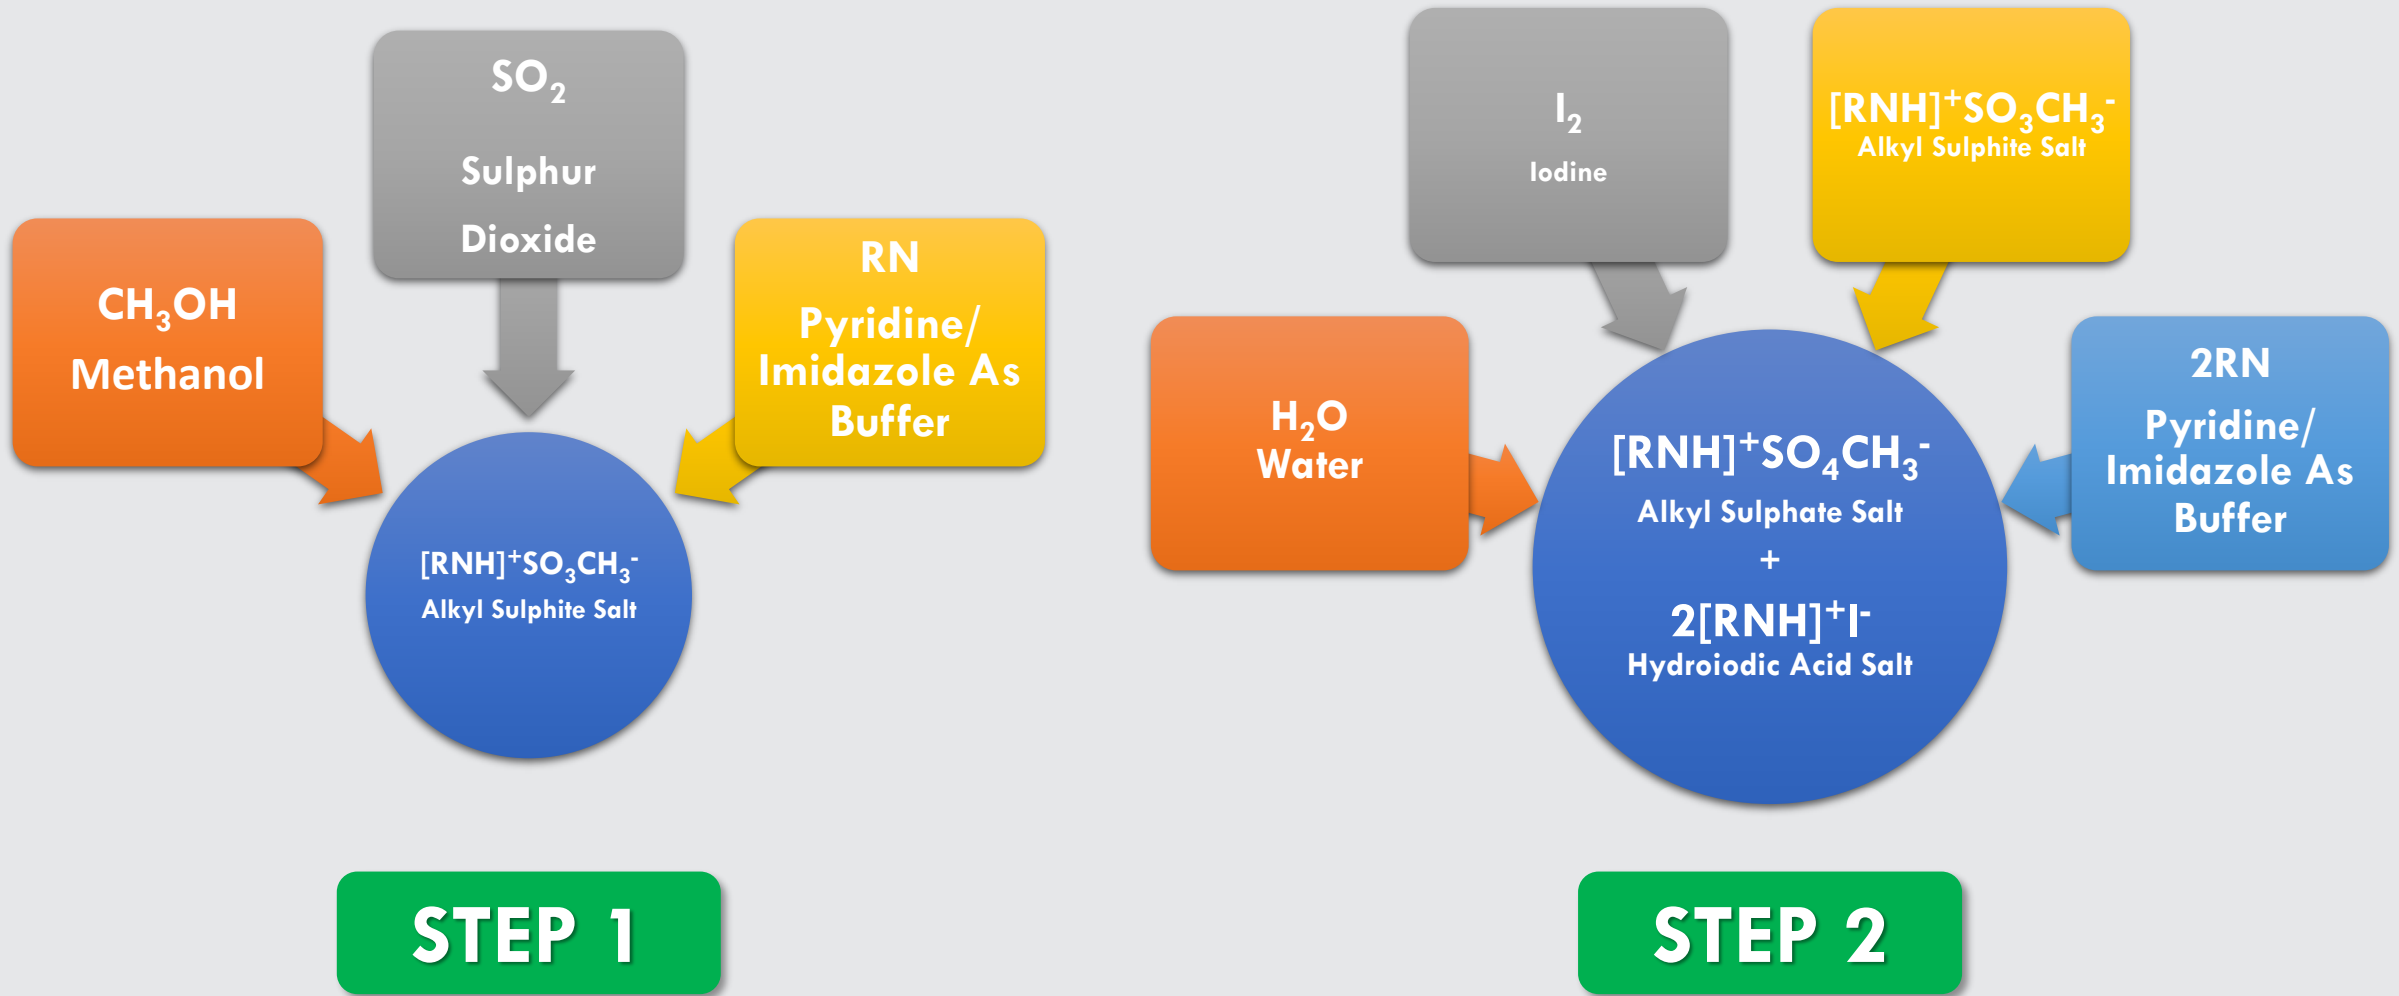 CH₃OH
Methanol
SO₂
Sulphur
Dioxide
RN
Pyridine/
Imidazole As
Buffer
[RNH]⁺SO₃CH₃⁻
Alkyl Sulphite Salt
STEP 1
H₂O
Water
I₂
Iodine
[RNH]⁺SO₃CH₃⁻
Alkyl Sulphite Salt
2RN
Pyridine/
Imidazole As
Buffer
[RNH]⁺SO₄CH₃⁻
Alkyl Sulphate Salt
+
2[RNH]⁺I⁻
Hydroiodic Acid Salt
STEP 2